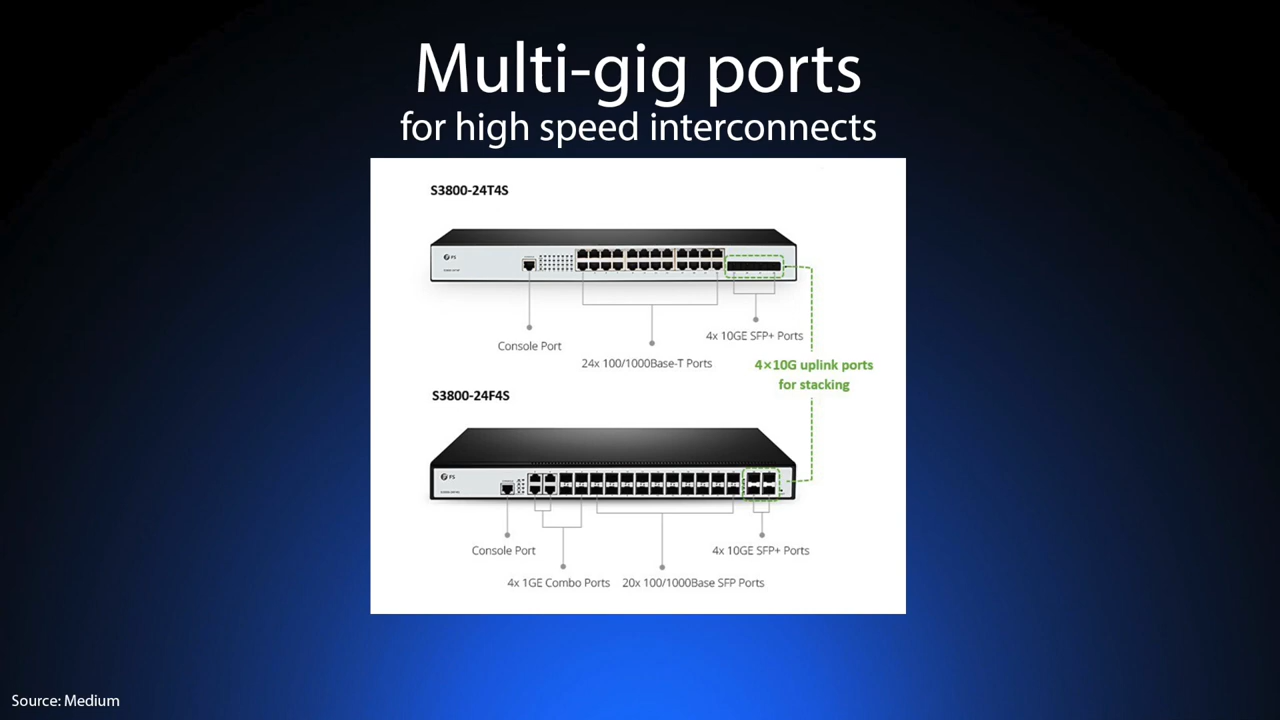 Multi-gig ports
for high speed interconnects
S3800-24T4S
FS
Console Port
24x 100/1000Base-T Ports
4x 10GE SFP+ Ports
4×10G uplink ports
for stacking
S3800-24F4S
FS
Console Port
4x 1GE Combo Ports
20x 100/1000Base SFP Ports
4x 10GE SFP+ Ports
Source: Medium